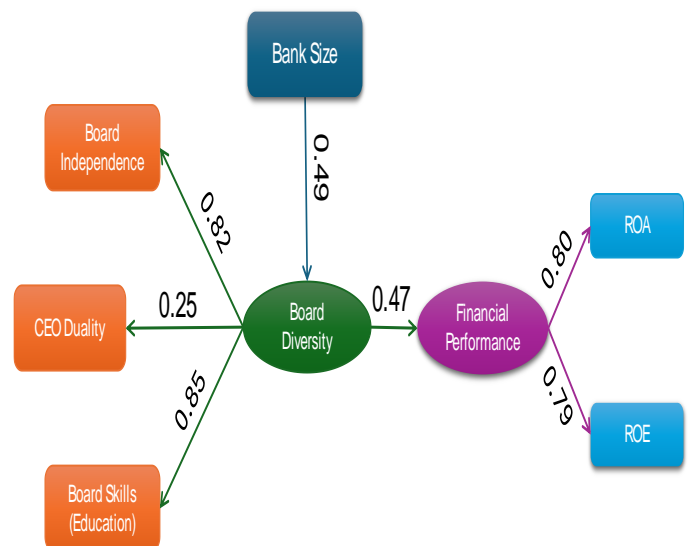 Bank Size
0.49
Board
Independence
0.82
CEO Duality
0.25
Board
Diversity
0.47
Financial
Performance
0.80
ROA
0.85
0.79
ROE
Board Skills
(Education)